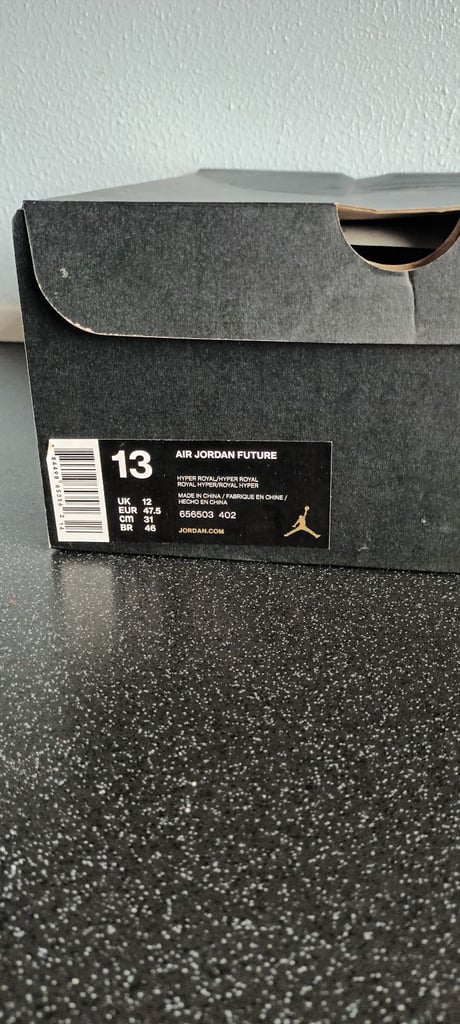 13
AIR JORDAN FUTURE
HYPER ROYAL/HYPER ROYAL
ROYAL HYPER/ROYAL HYPER
MADE IN CHINA / FABRIQUE EN CHINE /
HECHO EN CHINA
UK 12
EUR 47.5
cm 31
BR 46
656503 402
JORDAN.COM